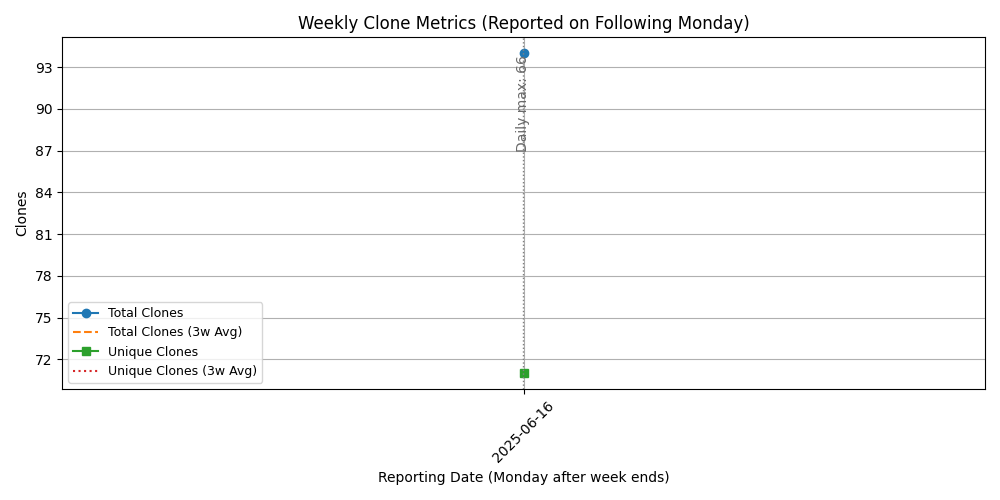 Weekly Clone Metrics (Reported on Following Monday)
Clones
93
90
87
84
81
78
75
72
Daily max: 66
Total Clones
Total Clones (3w Avg)
Unique Clones
Unique Clones (3w Avg)
2025-06-16
Reporting Date (Monday after week ends)